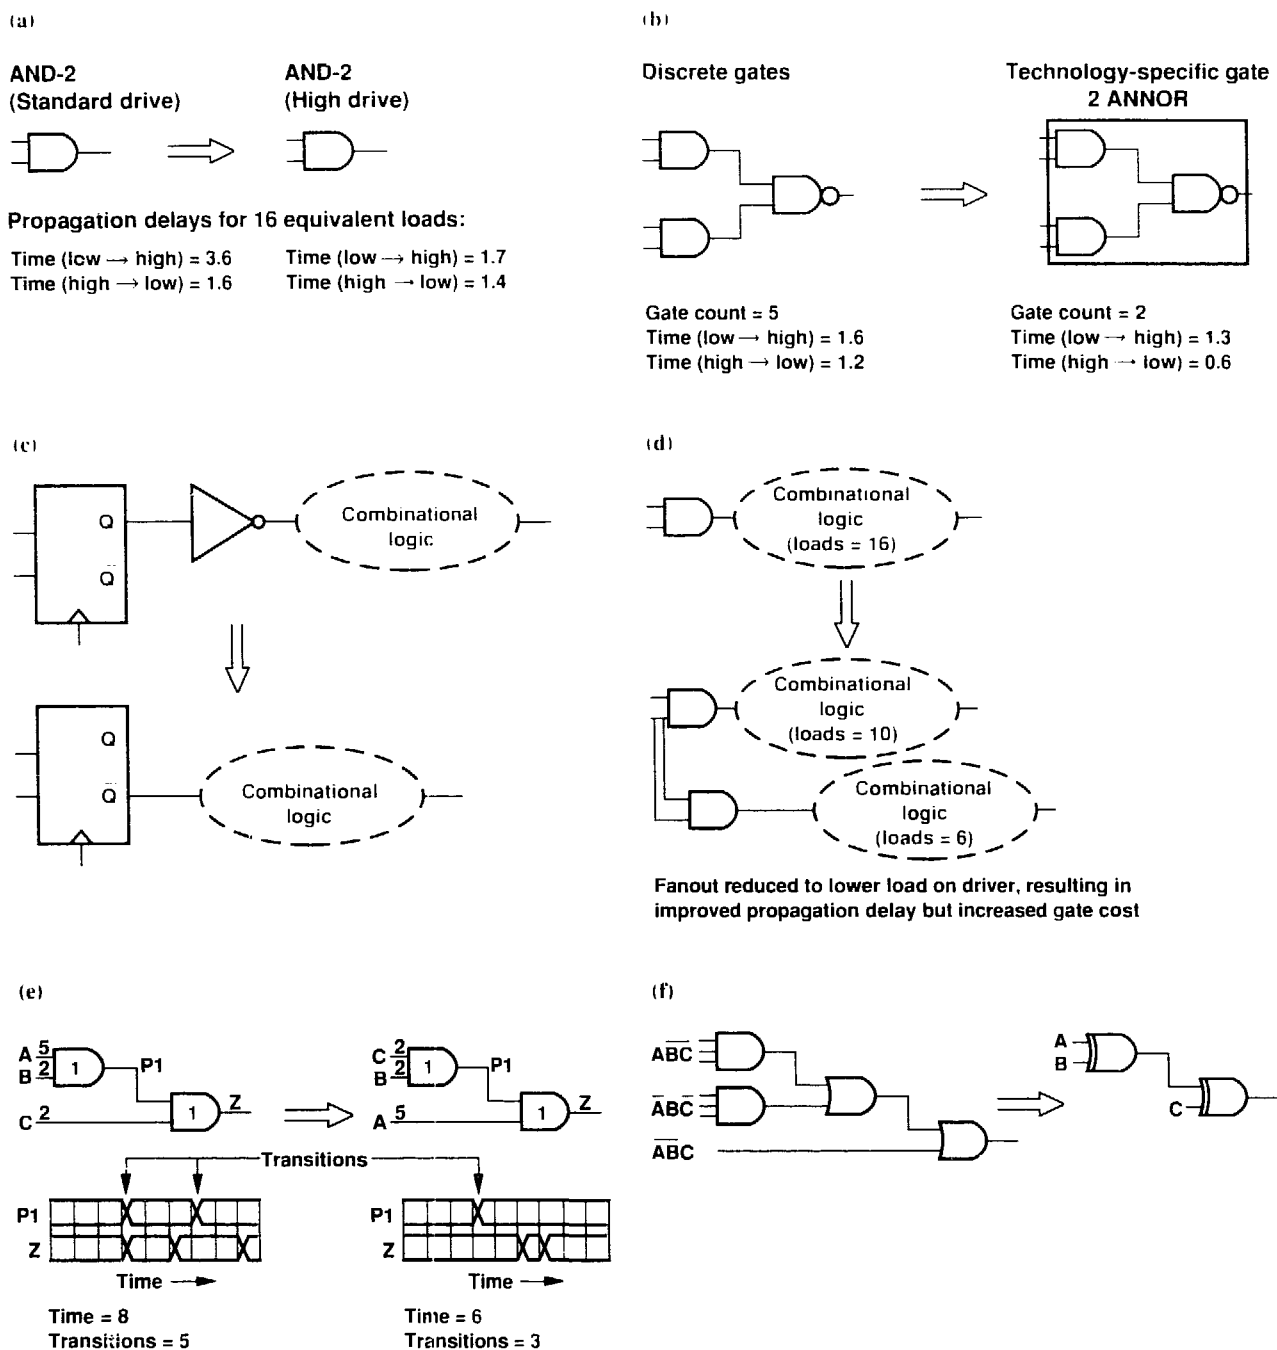 (a)
AND-2
(Standard drive)
AND-2
(High drive)
Propagation delays for 16 equivalent loads:
Time (low → high) = 3.6
Time (high → low) = 1.6
Time (low → high) = 1.7
Time (high → low) = 1.4
(b)
Discrete gates
Technology-specific gate
2 ANNOR
Gate count = 5
Time (low → high) = 1.6
Time (high → low) = 1.2
Gate count = 2
Time (low → high) = 1.3
Time (high → low) = 0.6
(c)
Q
Q̅
Combinational
logic
Q
Q̅
Combinational
logic
(d)
Combinational
logic
(loads = 16)
Combinational
logic
(loads = 10)
Combinational
logic
(loads = 6)
Fanout reduced to lower load on driver, resulting in
improved propagation delay but increased gate cost
(e)
A 5
B 2
1
P1
C 2
1
Z
C 2
B 2
1
P1
A 5
1
Z
Transitions
P1
Z
Time →
Time = 8
Transitions = 5
P1
Z
Time →
Time = 6
Transitions = 3
(f)
AB̅C̅
A̅BC̅
A̅B̅C
A
B
C